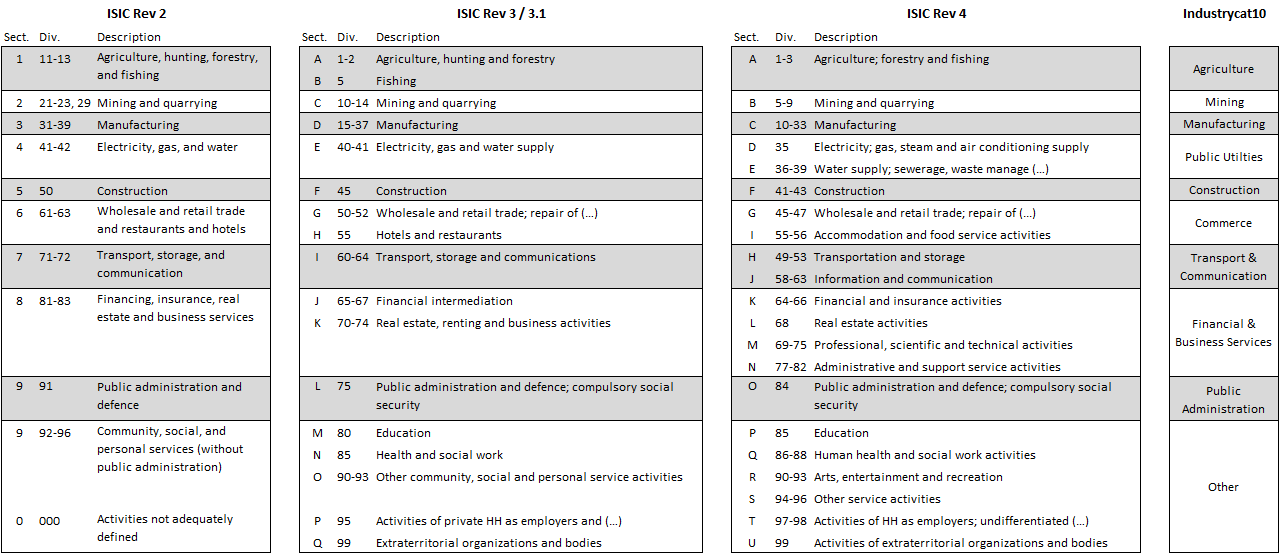 ISIC Rev 2 ISIC Rev 3 / 3.1 ISIC Rev 4 Industrycat10
Sect. Div. Description Sect. Div. Description Sect. Div. Description
1 11-13 Agriculture, hunting, forestry, A 1-2 Agriculture, hunting and forestry A 1-3 Agriculture; forestry and fishing
Agriculture
and fishing B 5 Fishing
2 21-23, 29 Mining and quarrying C 10-14 Mining and quarrying B 5-9 Mining and quarrying Mining
3 31-39 Manufacturing D 15-37 Manufacturing C 10-33 Manufacturing Manufacturing
4 41-42 Electricity, gas, and water E 40-41 Electricity, gas and water supply D 35 Electricity; gas, steam and air conditioning supply
Public Utilties
E 36-39 Water supply; sewerage, waste manage (...)
5 50 Construction F 45 Construction F 41-43 Construction Construction
6 61-63 Wholesale and retail trade G 50-52 Wholesale and retail trade; repair of (...) G 45-47 Wholesale and retail trade; repair of (...)
Commerce
and restaurants and hotels H 55 Hotels and restaurants I 55-56 Accommodation and food service activities
7 71-72 Transport, storage, and I 60-64 Transport, storage and communications H 49-53 Transportation and storage Transport &
communication J 58-63 Information and communication Communication
8 81-83 Financing, insurance, real J 65-67 Financial intermediation K 64-66 Financial and insurance activities
estate and business services K 70-74 Real estate, renting and business activities L 68 Real estate activities Financial &
M 69-75 Professional, scientific and technical activities Business Services
N 77-82 Administrative and support service activities
9 91 Public administration and L 75 Public administration and defence; compulsory social O 84 Public administration and defence; compulsory social Public
defence security security Administration
9 92-96 Community, social, and M 80 Education P 85 Education
personal services (without N 85 Health and social work Q 86-88 Human health and social work activities
public administration) O 90-93 Other community, social and personal service activities R 90-93 Arts, entertainment and recreation
Other
S 94-96 Other service activities
0 000 Activities not adequately P 95 Activities of private HH as employers and (...) T 97-98 Activities of HH as employers; undifferentiated (...)
defined Q 99 Extraterritorial organizations and bodies U 99 Activities of extraterritorial organizations and bodies